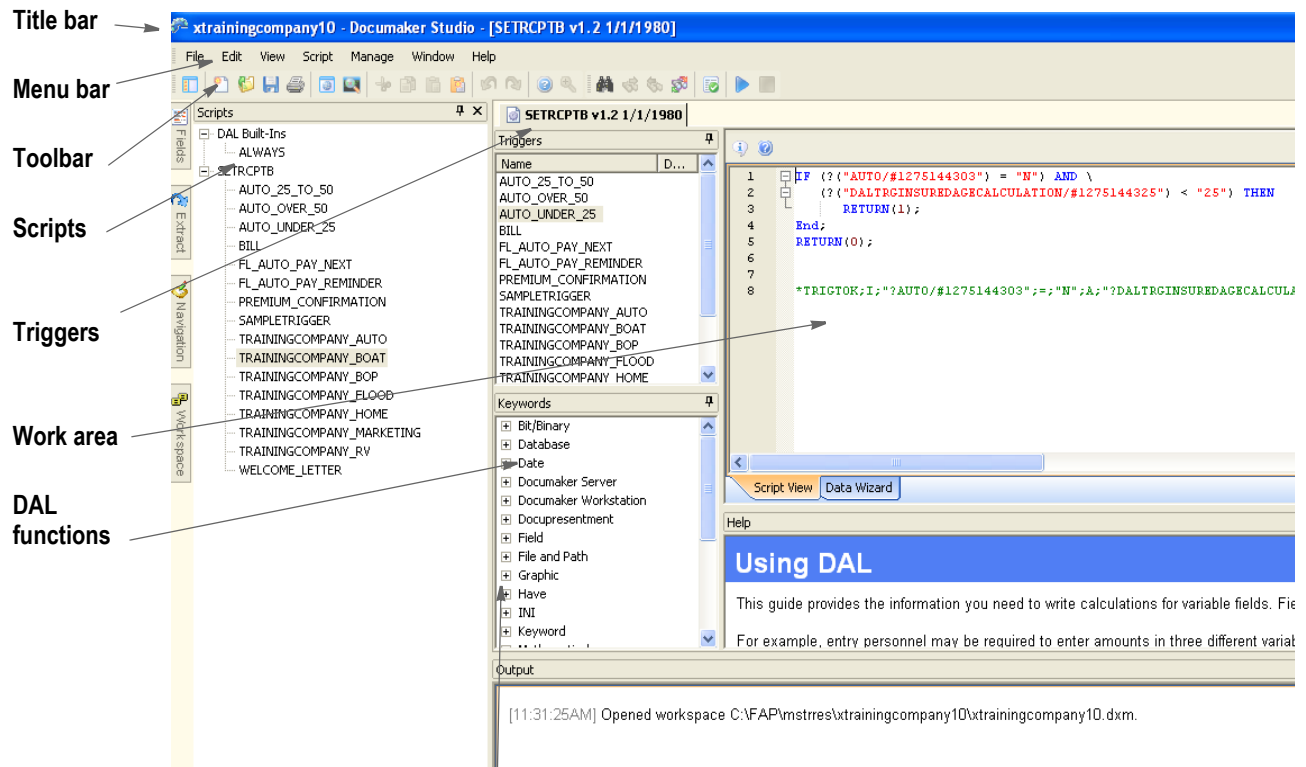 Title bar
Menu bar
Toolbar
Scripts
Triggers
Work area
DAL
functions
xtrainingcompany10 - Documaker Studio - [SETRCPTB v1.2 1/1/1980]
File Edit View Script Manage Window Help
Fields
Extract
Navigation
Workspace
Scripts
DAL Built-Ins
ALWAYS
SETRCPTB
AUTO_25_TO_50
AUTO_OVER_50
AUTO_UNDER_25
BILL
FL_AUTO_PAY_NEXT
FL_AUTO_PAY_REMINDER
PREMIUM_CONFIRMATION
SAMPLETRIGGER
TRAININGCOMPANY_AUTO
TRAININGCOMPANY_BOAT
TRAININGCOMPANY_BOP
TRAININGCOMPANY_FLOOD
TRAININGCOMPANY_HOME
TRAININGCOMPANY_MARKETING
TRAININGCOMPANY_RV
WELCOME_LETTER
SETRCPTB v1.2 1/1/1980
Triggers
Name D...
AUTO_25_TO_50
AUTO_OVER_50
AUTO_UNDER_25
BILL
FL_AUTO_PAY_NEXT
FL_AUTO_PAY_REMINDER
PREMIUM_CONFIRMATION
SAMPLETRIGGER
TRAININGCOMPANY_AUTO
TRAININGCOMPANY_BOAT
TRAININGCOMPANY_BOP
TRAININGCOMPANY_FLOOD
TRAININGCOMPANY_HOME
Keywords
Bit/Binary
Database
Date
Documaker Server
Documaker Workstation
Docupresentment
Field
File and Path
Graphic
Have
INI
Keyword
1 IF (?("AUTO/#1275144303") = "N") AND \
2 (?("DALTRGINSUREDAGECALCULATION/#1275144325") < "25") THEN
3 RETURN(1);
4 End;
5 RETURN(0);
6
7
8 *TRIGTOK;I;"?AUTO/#1275144303";=;"N";A;"?DALTRGINSUREDAGECALCULA
Script View Data Wizard
Help
Using DAL
This guide provides the information you need to write calculations for variable fields. Fie
For example, entry personnel may be required to enter amounts in three different variab
Output
[11:31:25AM] Opened workspace C:\FAP\mstrres\xtrainingcompany10\xtrainingcompany10.dxm.